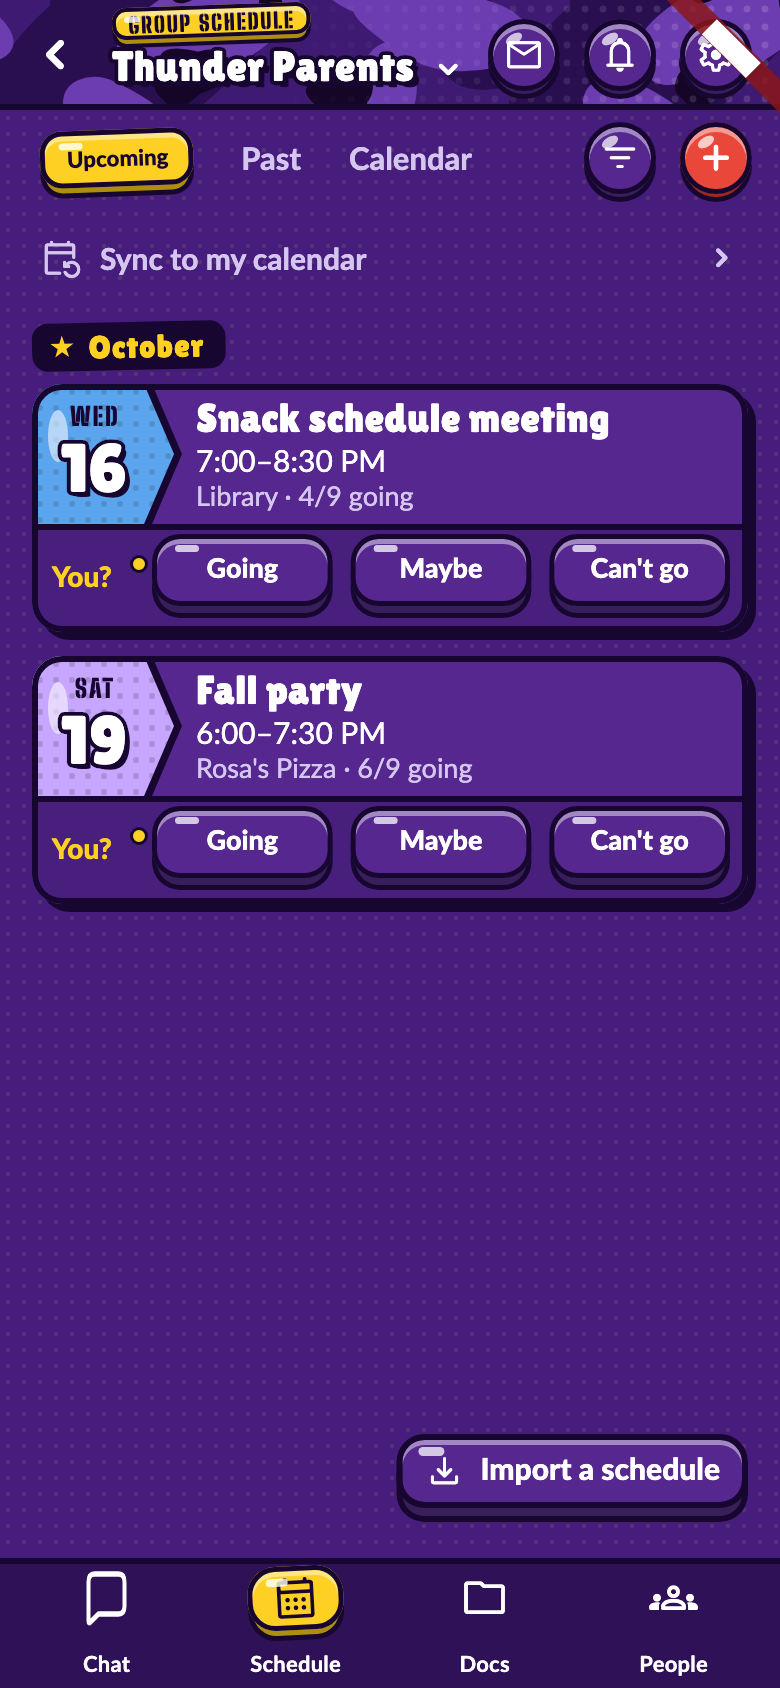 GROUP SCHEDULE
Thunder Parents
Upcoming
Past
Calendar
Sync to my calendar
★ October
WED
16
Snack schedule meeting
7:00–8:30 PM
Library · 4/9 going
You?
Going
Maybe
Can't go
SAT
19
Fall party
6:00–7:30 PM
Rosa's Pizza · 6/9 going
You?
Going
Maybe
Can't go
Import a schedule
Chat
Schedule
Docs
People